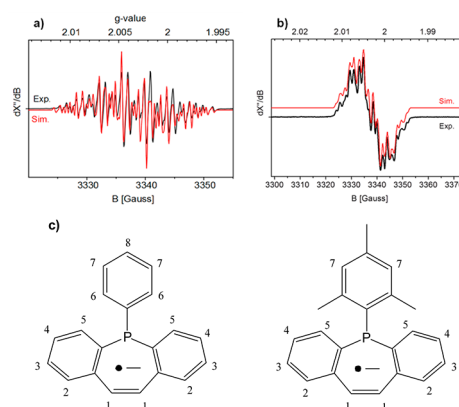 a)
g-value
2.01 2.005 2 1.995
dX"/dB
Exp.
Sim.
3330 3340 3350
B [Gauss]
b)
2.02 2.01 2 1.99
dX"/dB
Sim.
Exp.
3300 3310 3320 3330 3340 3350 3360 3370
B [Gauss]
c)
8
7 7
6 6
P
5 5
4 4
3 3
2 2
1 1
7 7
P
5 5
4 4
3 3
2 2
1 1